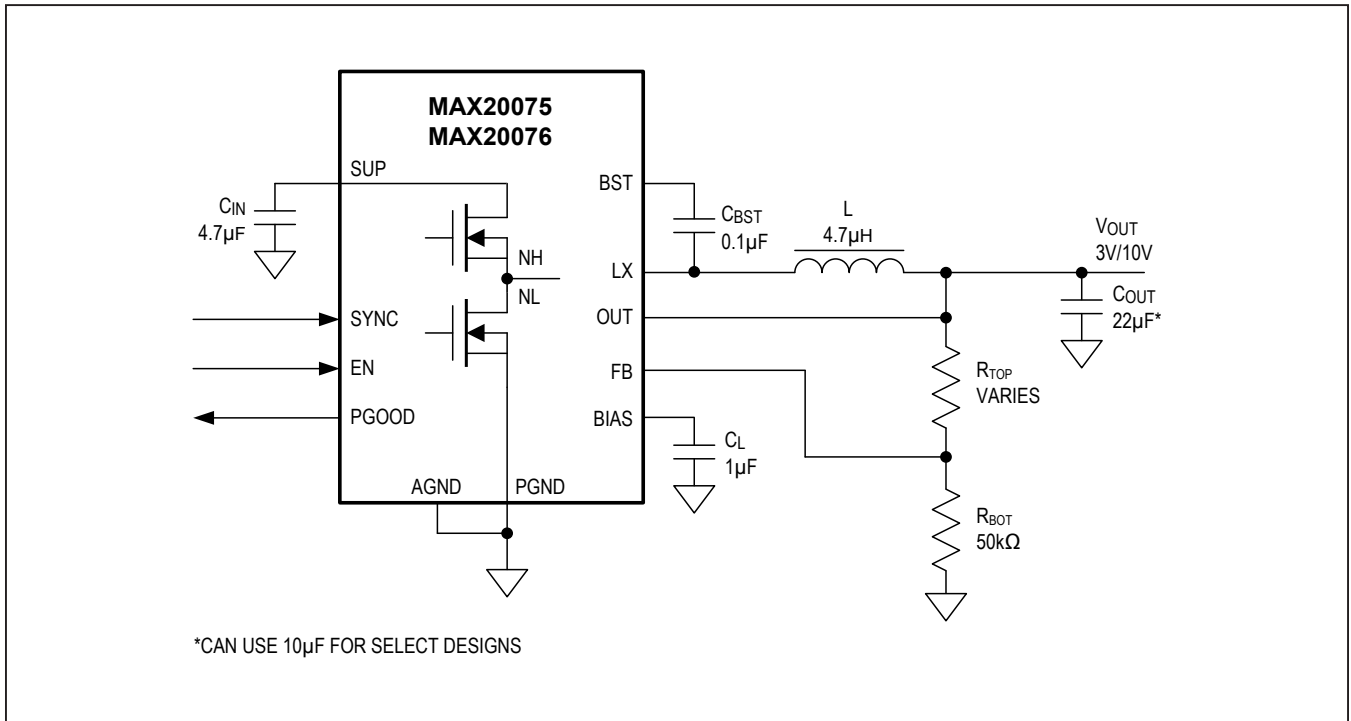 MAX20075
MAX20076
SUP
BST
CIN
4.7µF
CBST
0.1µF
L
4.7µH
VOUT
3V/10V
NH
NL
LX
COUT
22µF*
SYNC
OUT
EN
FB
RTOP
VARIES
PGOOD
BIAS
CL
1µF
AGND
PGND
RBOT
50kΩ
*CAN USE 10µF FOR SELECT DESIGNS